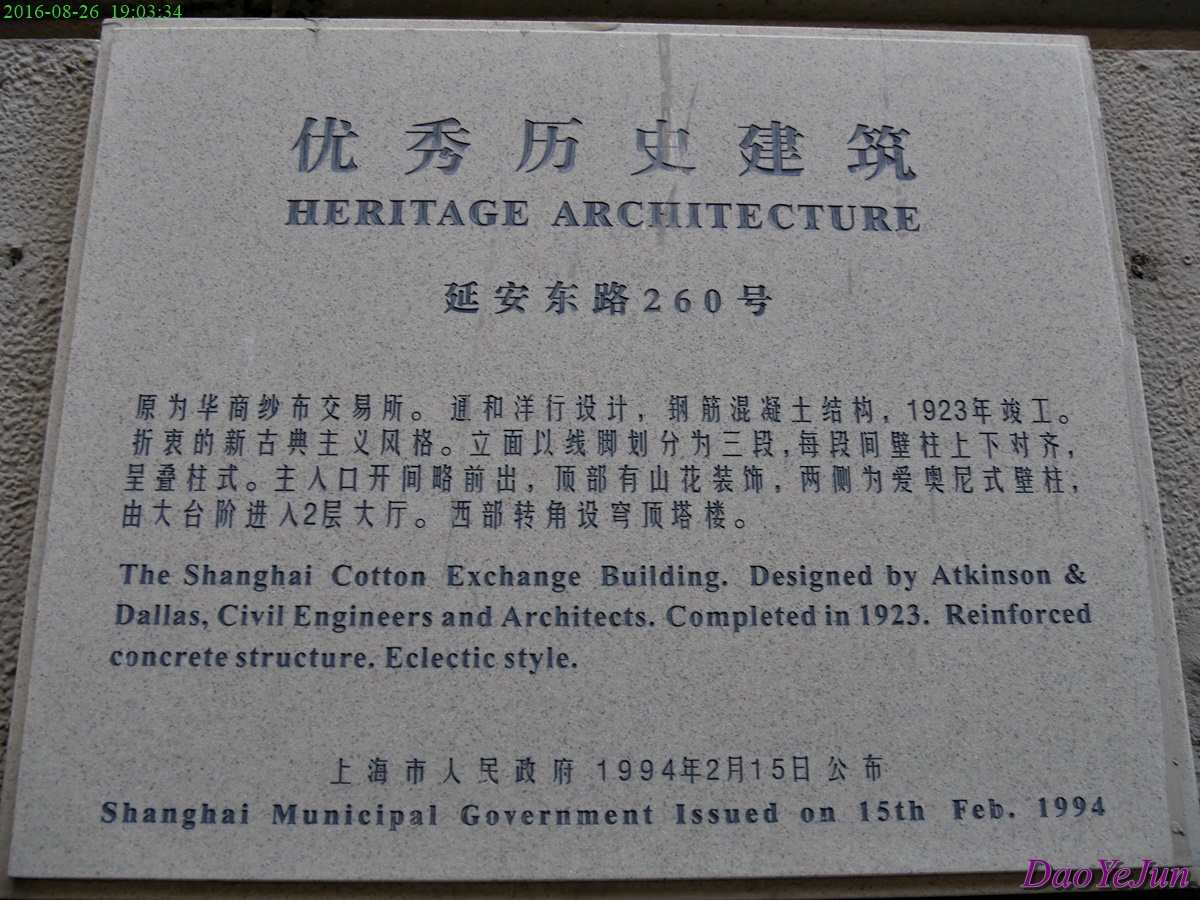 2016-08-26 19:03:34
优秀历史建筑
HERITAGE ARCHITECTURE
延安东路260号
原为华商纱布交易所。通和洋行设计，钢筋混凝土结构，1923年竣工。
折衷的新古典主义风格。立面以线脚划分为三段，每段间壁柱上下对齐，
呈叠柱式。主入口开间略前出，顶部有山花装饰，两侧为爱奥尼式壁柱，
由大台阶进入2层大厅。西部转角设穹顶塔楼。
The Shanghai Cotton Exchange Building. Designed by Atkinson &
Dallas, Civil Engineers and Architects. Completed in 1923. Reinforced
concrete structure. Eclectic style.
上海市人民政府 1994年2月15日公布
Shanghai Municipal Government Issued on 15th Feb. 1994
DaoYeJun